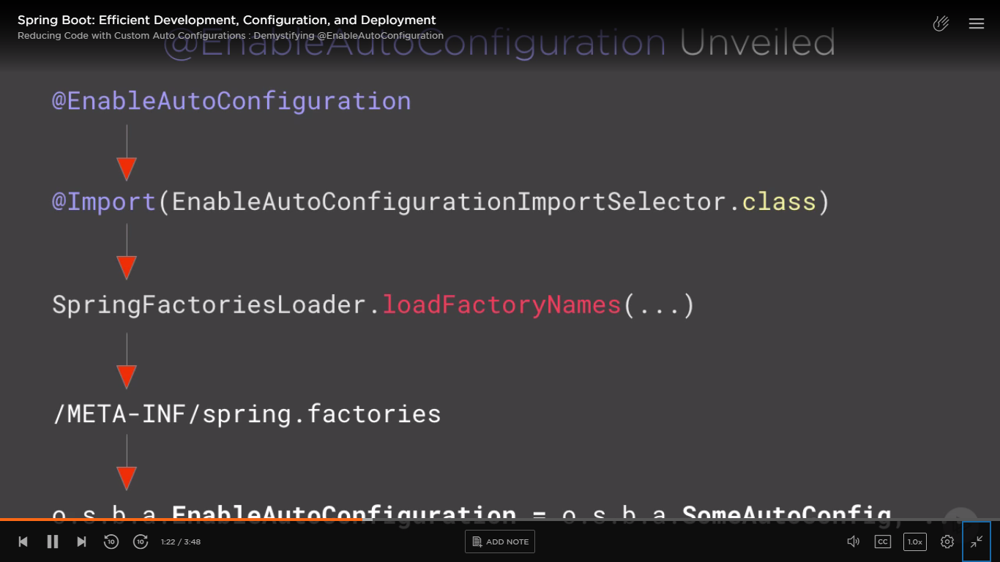 Spring Boot: Efficient Development, Configuration, and Deployment
Reducing Code with Custom Auto Configurations : Demystifying @EnableAutoConfiguration
@EnableAutoConfiguration Unveiled
@EnableAutoConfiguration
@Import(EnableAutoConfigurationImportSelector.class)
SpringFactoriesLoader.loadFactoryNames(...)
/META-INF/spring.factories
o.s.b.a.EnableAutoConfiguration = o.s.b.a.SomeAutoConfig, ...
10 10 1:22 / 3:48 ADD NOTE CC 1.0x